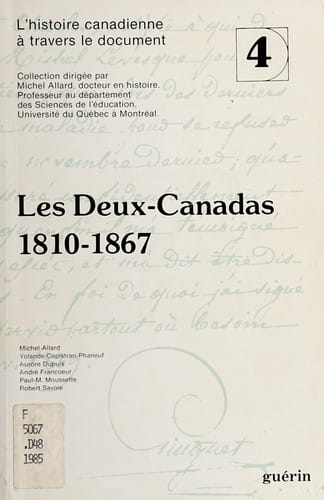 L'histoire canadienne
à travers le document
4
Collection dirigée par
Michel Allard, docteur en histoire.
Professeur au département
des Sciences de l'éducation,
Université du Québec à Montréal.
Les Deux-Canadas
1810-1867
Michel Allard
Yolande Capistran-Phaneuf
Aurore Dupuis
André Francoeur
Paul-M. Moussette
Robert Savoie
F
5067
.D48
1985
guérin